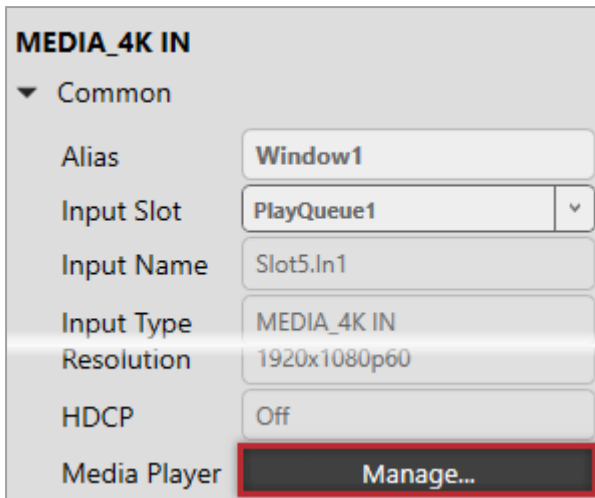 MEDIA_4K IN
Common
Alias Window1
Input Slot PlayQueue1
Input Name Slot5.In1
Input Type MEDIA_4K IN
Resolution 1920x1080p60
HDCP Off
Media Player Manage...